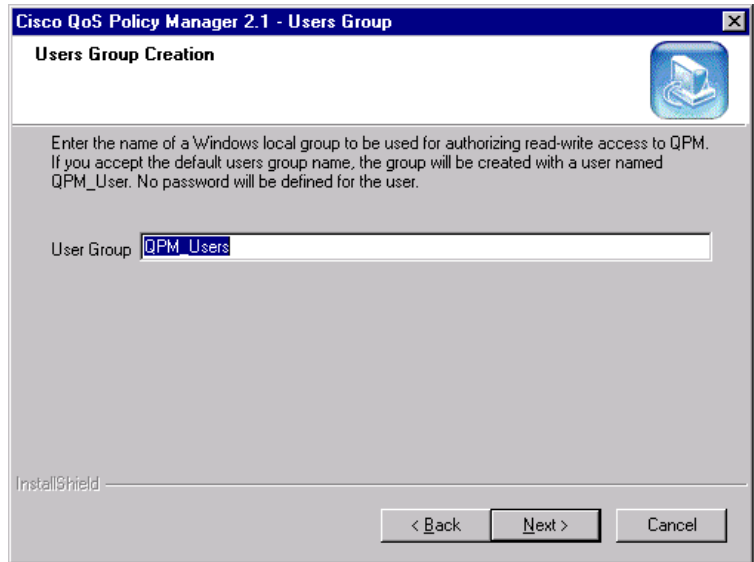 Cisco QoS Policy Manager 2.1 - Users Group
Users Group Creation
Enter the name of a Windows local group to be used for authorizing read-write access to QPM.
If you accept the default users group name, the group will be created with a user named
QPM_User. No password will be defined for the user.
User Group QPM_Users
InstallShield
< Back Next > Cancel